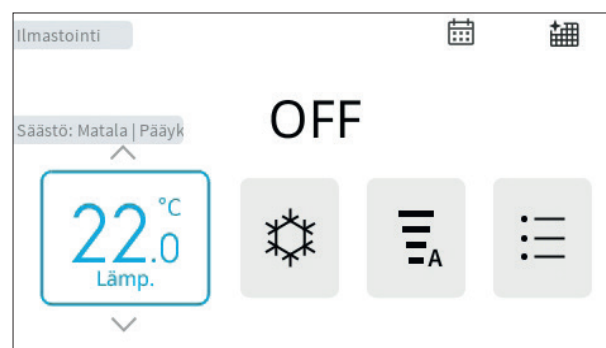 Ilmastointi
OFF
Säästö: Matala | Pääyk
22.0 °C
Lämp.
A